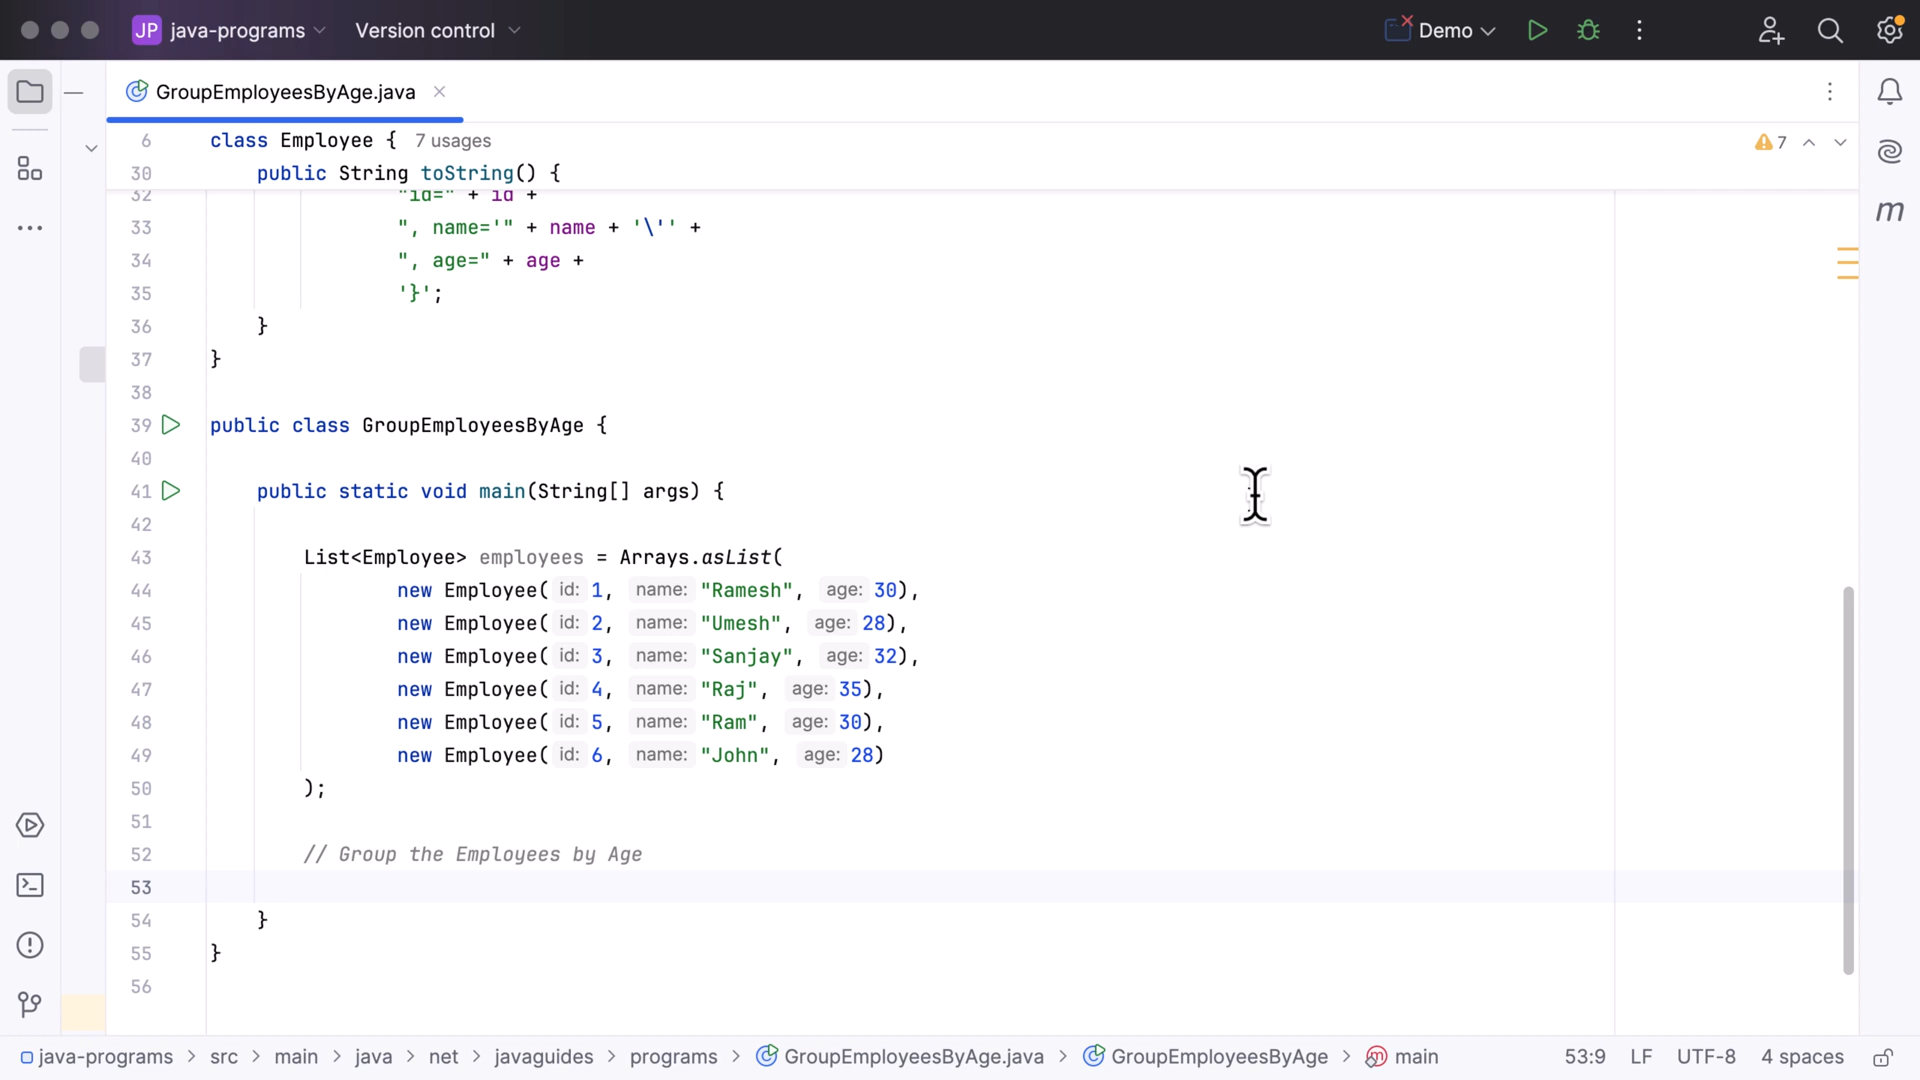 JP java-programs Version control Demo
GroupEmployeesByAge.java
6 class Employee { 7 usages 7
30 public String toString() {
32 "id=" + id +
33 ", name='" + name + '\'' +
34 ", age=" + age +
35 '}';
36 }
37 }
38
39 public class GroupEmployeesByAge {
40
41 public static void main(String[] args) {
42
43 List<Employee> employees = Arrays.asList(
44 new Employee( id: 1, name: "Ramesh", age: 30),
45 new Employee( id: 2, name: "Umesh", age: 28),
46 new Employee( id: 3, name: "Sanjay", age: 32),
47 new Employee( id: 4, name: "Raj", age: 35),
48 new Employee( id: 5, name: "Ram", age: 30),
49 new Employee( id: 6, name: "John", age: 28)
50 );
51
52 // Group the Employees by Age
53
54 }
55 }
56
java-programs > src > main > java > net > javaguides > programs > GroupEmployeesByAge.java > GroupEmployeesByAge > m main 53:9 LF UTF-8 4 spaces
m